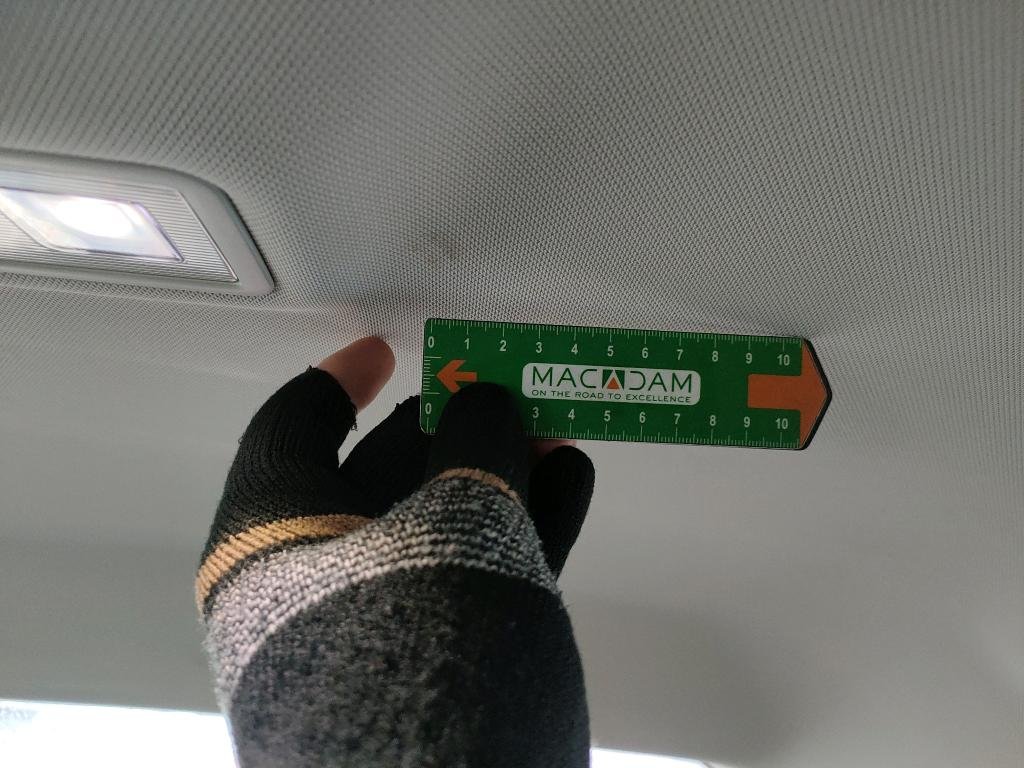 0 1 2 3 4 5 6 7 8 9 10
MACADAM
ON THE ROAD TO EXCELLENCE
0 3 4 5 6 7 8 9 10